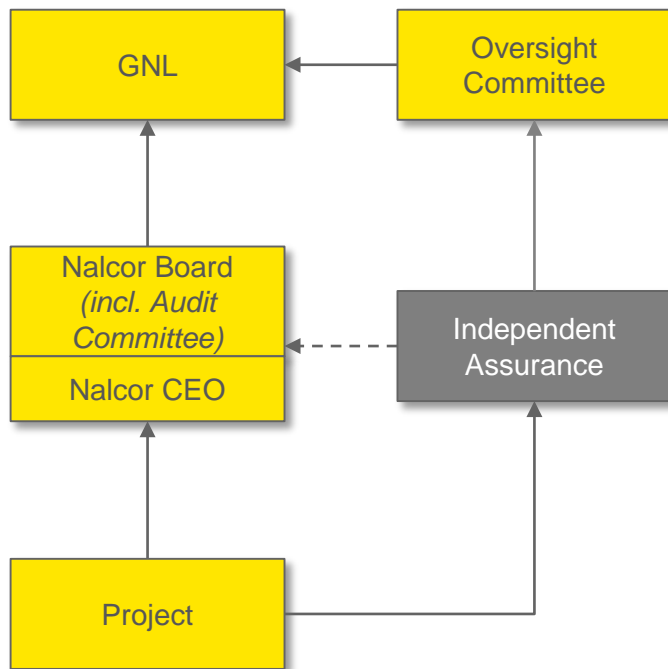 GNL
Oversight
Committee
Nalcor Board
(incl. Audit
Committee)
Nalcor CEO
Independent
Assurance
Project